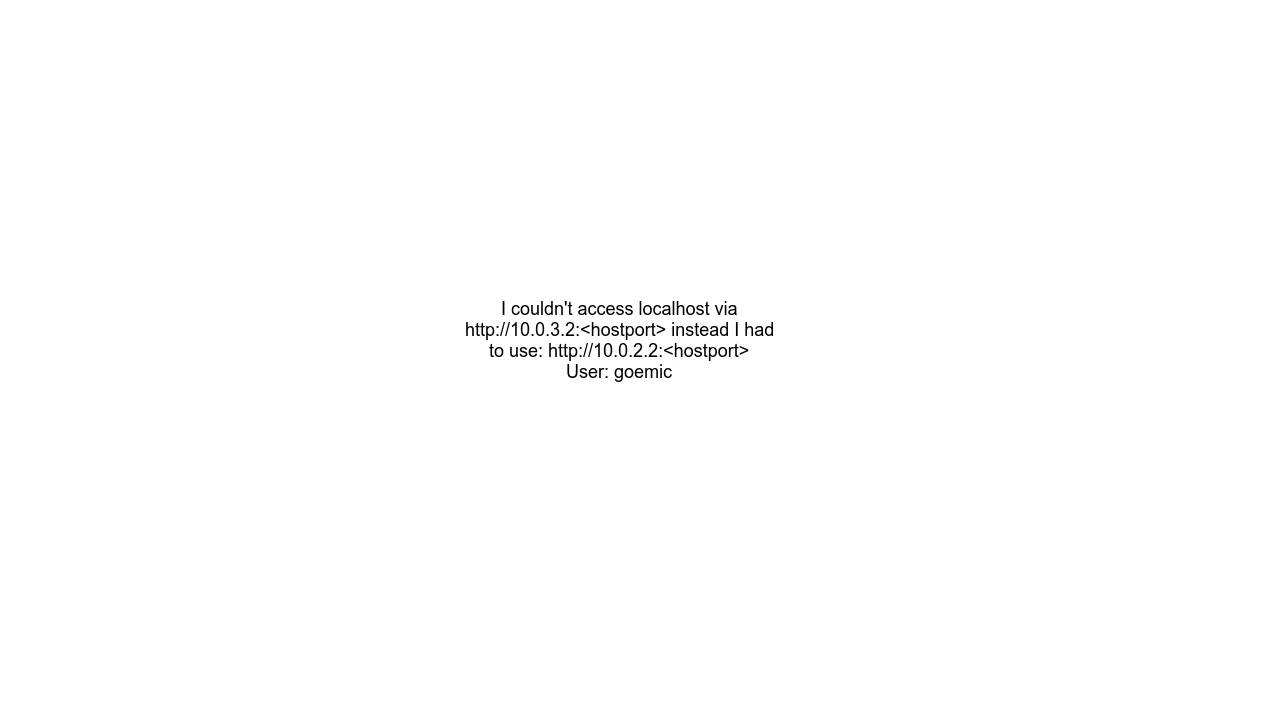 I couldn't access localhost via
http://10.0.3.2:<hostport> instead I had
to use: http://10.0.2.2:<hostport>
User: goemic